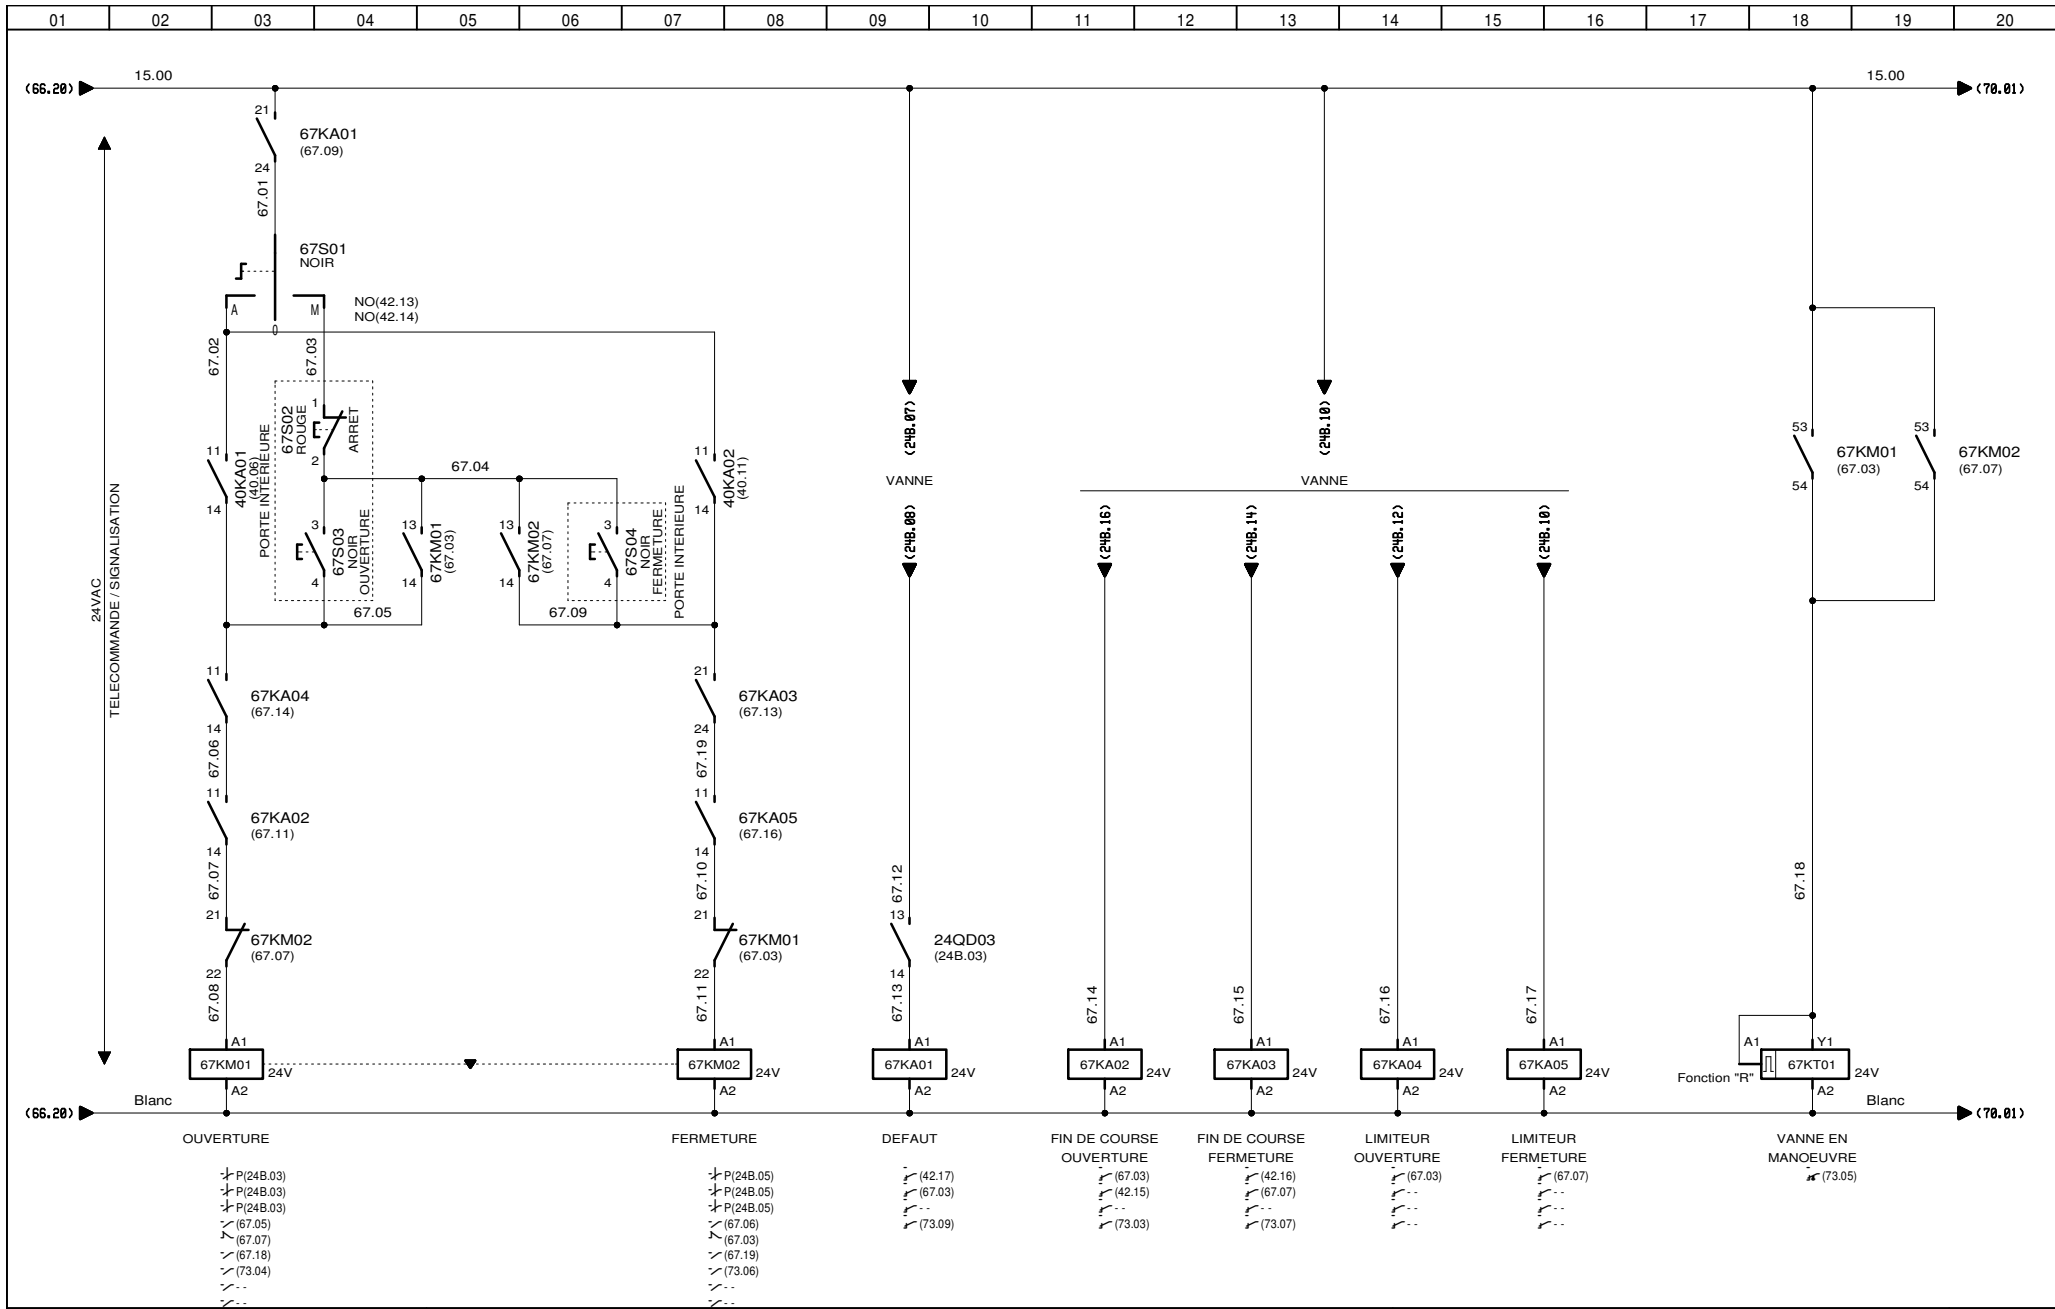 01 02 03 04 05 06 07 08 09 10 11 12 13 14 15 16 17 18 19 20
15.00
15.00
(66.20)
(70.01)
21
67KA01
(67.09)
24
67.01
67S01
NOIR
A
M
0
NO(42.13)
NO(42.14)
67.02
67.03
24VAC
TELECOMMANDE / SIGNALISATION
11
40KA01
(40.06)
14
PORTE INTERIEURE
67S02
ROUGE
1
2
ARRET
67.04
3
67S03
NOIR
OUVERTURE
4
13
67KM01
(67.03)
14
13
67KM02
(67.07)
14
3
67S04
NOIR
FERMETURE
4
PORTE INTERIEURE
11
40KA02
(40.11)
14
67.05
67.09
(24B.07)
VANNE
(24B.08)
(24B.10)
VANNE
(24B.16)
(24B.14)
(24B.12)
(24B.10)
53
67KM01
(67.03)
54
53
67KM02
(67.07)
54
11
67KA04
(67.14)
14
67.06
21
67KA03
(67.13)
24
67.19
11
67KA02
(67.11)
14
67.07
11
67KA05
(67.16)
14
67.10
21
67KM02
(67.07)
22
67.08
21
67KM01
(67.03)
22
67.11
67.12
13
24QD03
(24B.03)
14
67.13
67.14
67.15
67.16
67.17
67.18
A1
67KM01
24V
A2
A1
67KM02
24V
A2
A1
67KA01
24V
A2
A1
67KA02
24V
A2
A1
67KA03
24V
A2
A1
67KA04
24V
A2
A1
67KA05
24V
A2
A1
Y1
67KT01
24V
Fonction "R"
A2
Blanc
Blanc
(66.20)
(70.01)
OUVERTURE
P(24B.03)
P(24B.03)
P(24B.03)
(67.05)
(67.07)
(67.18)
(73.04)
- -
- -
FERMETURE
P(24B.05)
P(24B.05)
P(24B.05)
(67.06)
(67.03)
(67.19)
(73.06)
- -
- -
DEFAUT
(42.17)
(67.03)
- -
(73.09)
FIN DE COURSE
OUVERTURE
(67.03)
(42.15)
- -
(73.03)
FIN DE COURSE
FERMETURE
(42.16)
(67.07)
- -
(73.07)
LIMITEUR
OUVERTURE
(67.03)
- -
- -
- -
LIMITEUR
FERMETURE
(67.07)
- -
- -
- -
VANNE EN
MANOEUVRE
(73.05)